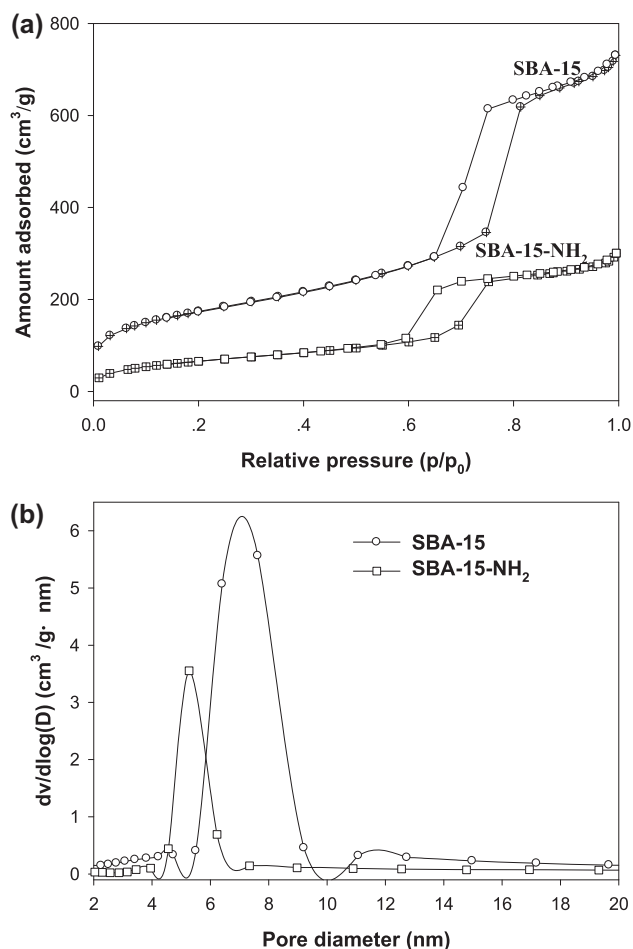 (a)
800
600
400
200
0
Amount adsorbed (cm³/g)
SBA-15
SBA-15-NH₂
0.0 .2 .4 .6 .8 1.0
Relative pressure (p/p₀)
(b)
6
5
4
3
2
1
0
dv/dlog(D) (cm³ /g· nm)
SBA-15
SBA-15-NH₂
2 4 6 8 10 12 14 16 18 20
Pore diameter (nm)